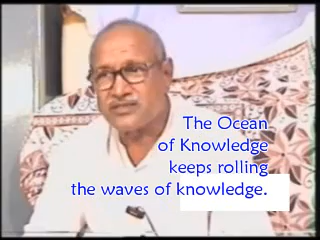 The Ocean
of Knowledge
keeps rolling
the waves of knowledge.